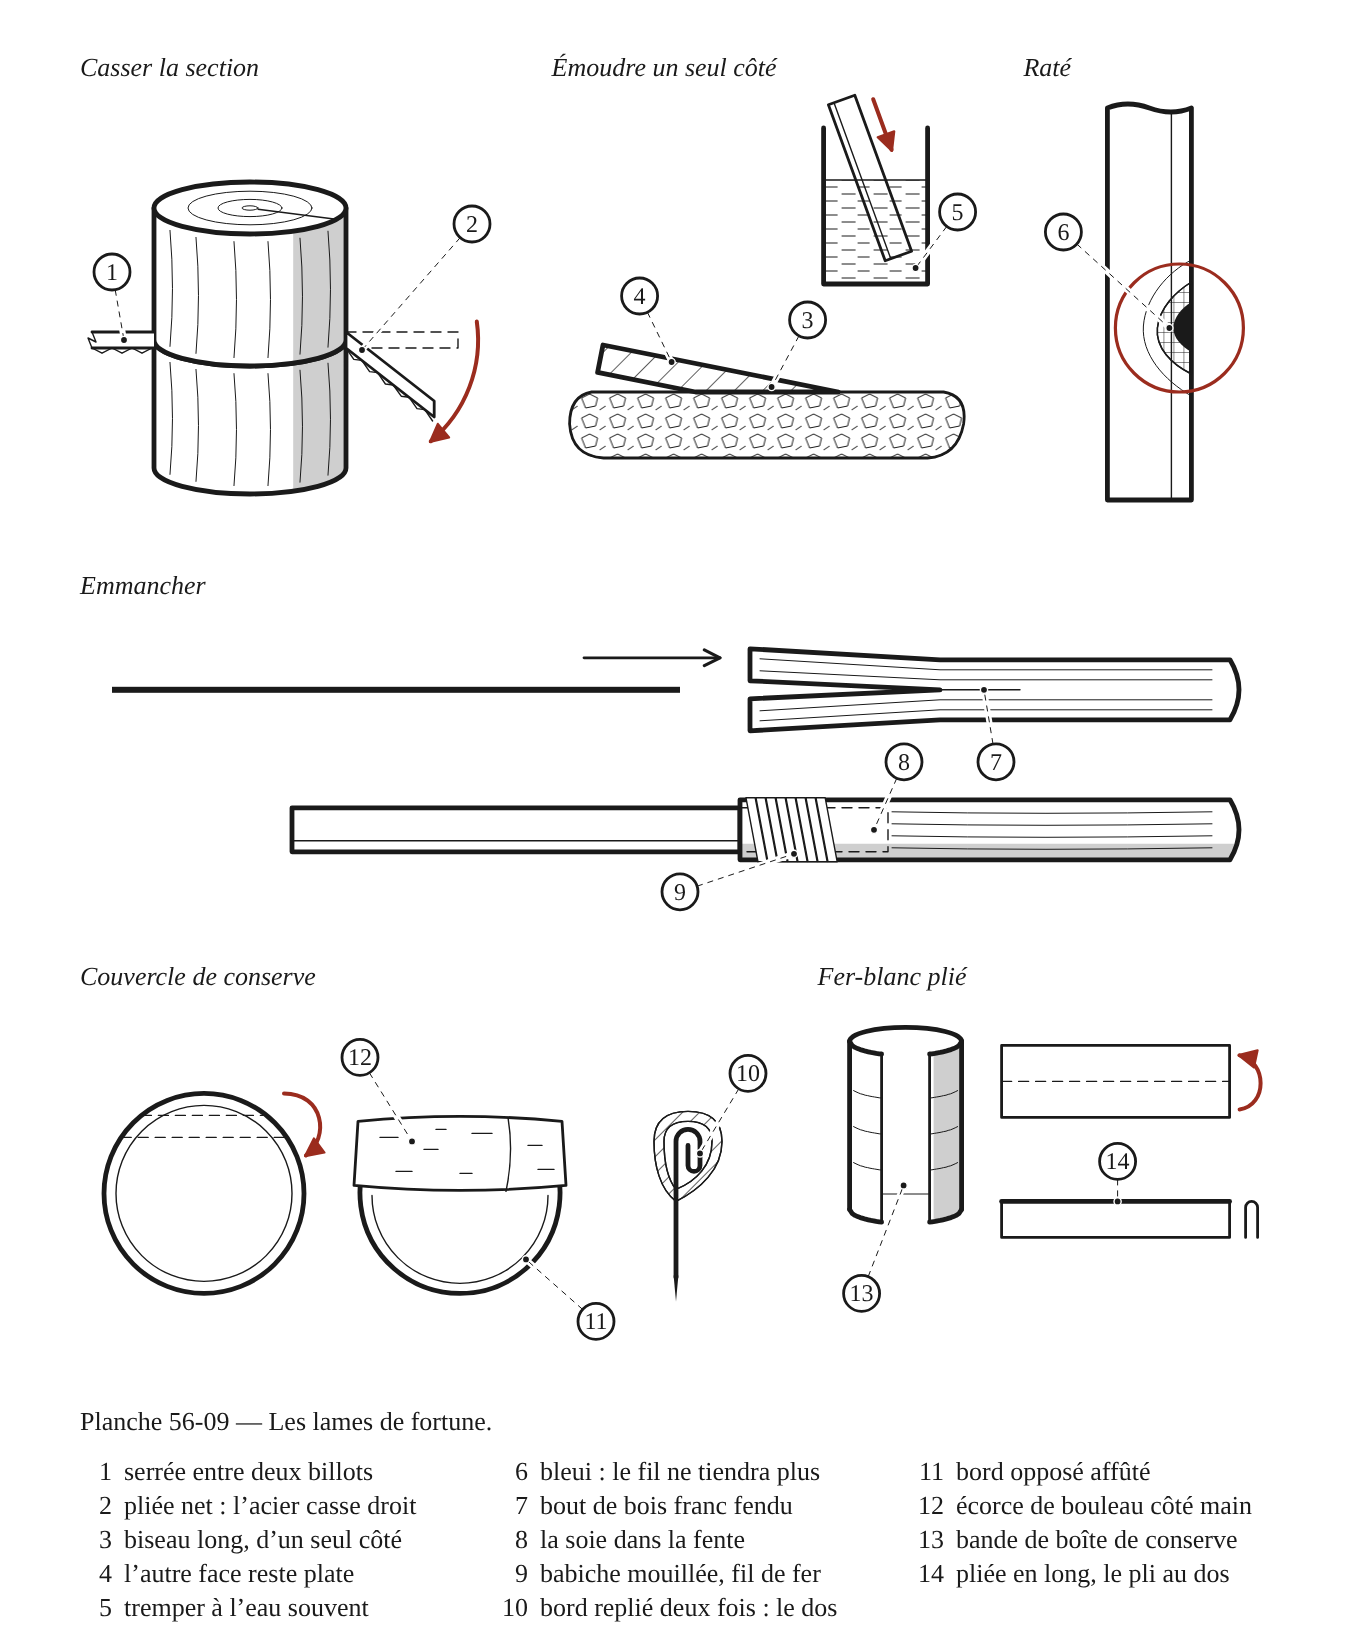 Casser la section
Émoudre un seul côté
Raté
1
2
3
4
5
6
Emmancher
7
8
9
Couvercle de conserve
Fer-blanc plié
10
11
12
13
14
Planche 56-09 — Les lames de fortune.
1 serrée entre deux billots
2 pliée net : l’acier casse droit
3 biseau long, d’un seul côté
4 l’autre face reste plate
5 tremper à l’eau souvent
6 bleui : le fil ne tiendra plus
7 bout de bois franc fendu
8 la soie dans la fente
9 babiche mouillée, fil de fer
10 bord replié deux fois : le dos
11 bord opposé affûté
12 écorce de bouleau côté main
13 bande de boîte de conserve
14 pliée en long, le pli au dos